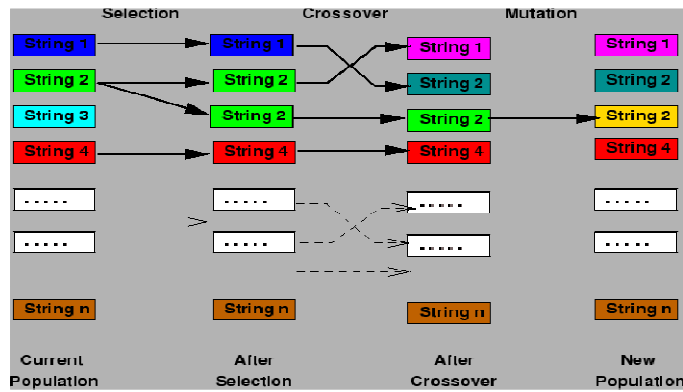 Selection Crossover Mutation
String 1 String 1 String 1 String 1
String 2 String 2 String 2 String 2
String 3 String 2 String 2 String 2
String 4 String 4 String 4 String 4
..... ..... ..... .....
..... ..... ..... .....
String n String n String n String n
Current After After New
Population Selection Crossover Population